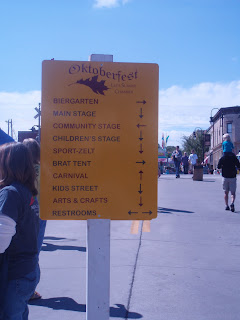 Oktoberfest
BIERGARTEN →
MAIN STAGE ↓
COMMUNITY STAGE ←
CHILDREN'S STAGE ↓
SPORT-ZELT ↓
BRAT TENT →
CARNIVAL ↑
KIDS STREET ↓
ARTS & CRAFTS ↓
RESTROOMS ↔